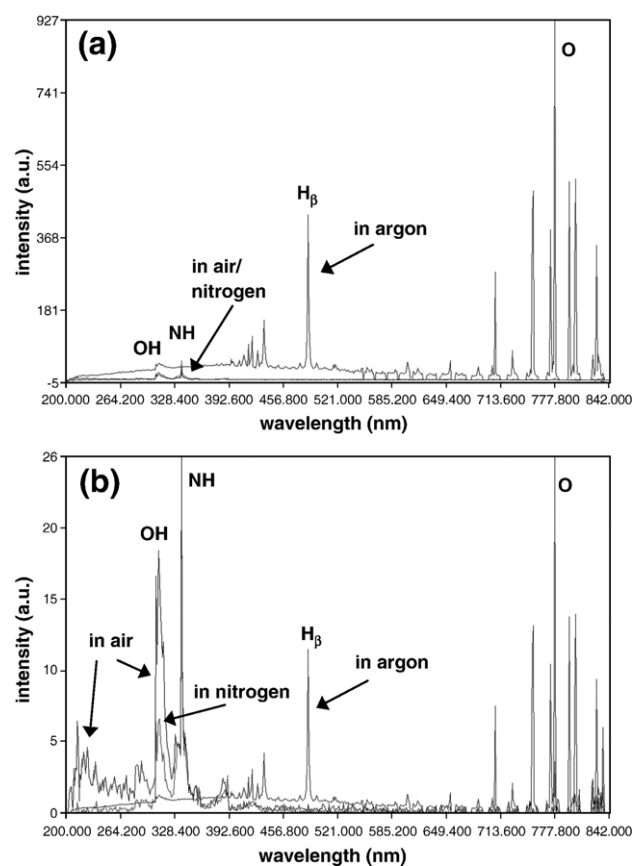 (a)
927
741
554
368
181
-5
intensity (a.u.)
O
Hβ
in argon
in air/
nitrogen
NH
OH
200.000 264.200 328.400 392.600 456.800 521.000 585.200 649.400 713.600 777.800 842.000
wavelength (nm)
(b)
26
20
15
10
5
0
intensity (a.u.)
NH
O
OH
in air
Hβ
in argon
in nitrogen
200.000 264.200 328.400 392.600 456.800 521.000 585.200 649.400 713.600 777.800 842.000
wavelength (nm)